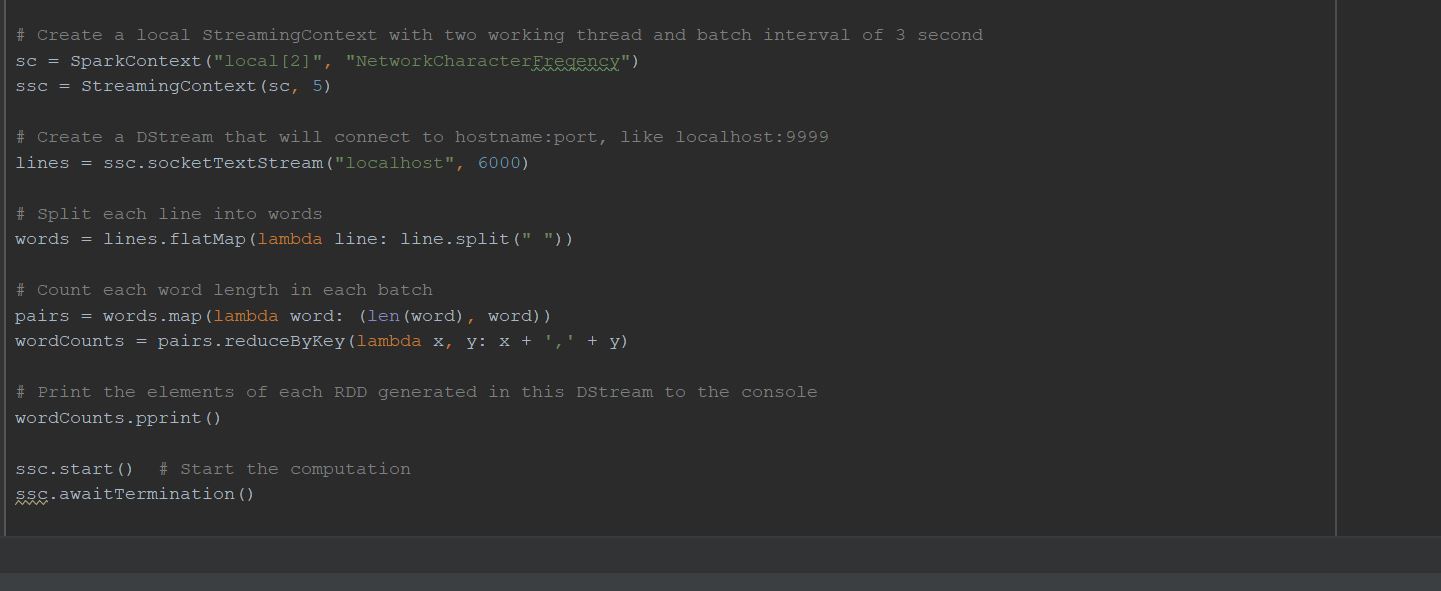 # Create a local StreamingContext with two working thread and batch interval of 3 second
sc = SparkContext("local[2]", "NetworkCharacterFreqency")
ssc = StreamingContext(sc, 5)
# Create a DStream that will connect to hostname:port, like localhost:9999
lines = ssc.socketTextStream("localhost", 6000)
# Split each line into words
words = lines.flatMap(lambda line: line.split(" "))
# Count each word length in each batch
pairs = words.map(lambda word: (len(word), word))
wordCounts = pairs.reduceByKey(lambda x, y: x + ',' + y)
# Print the elements of each RDD generated in this DStream to the console
wordCounts.pprint()
ssc.start()  # Start the computation
ssc.awaitTermination()